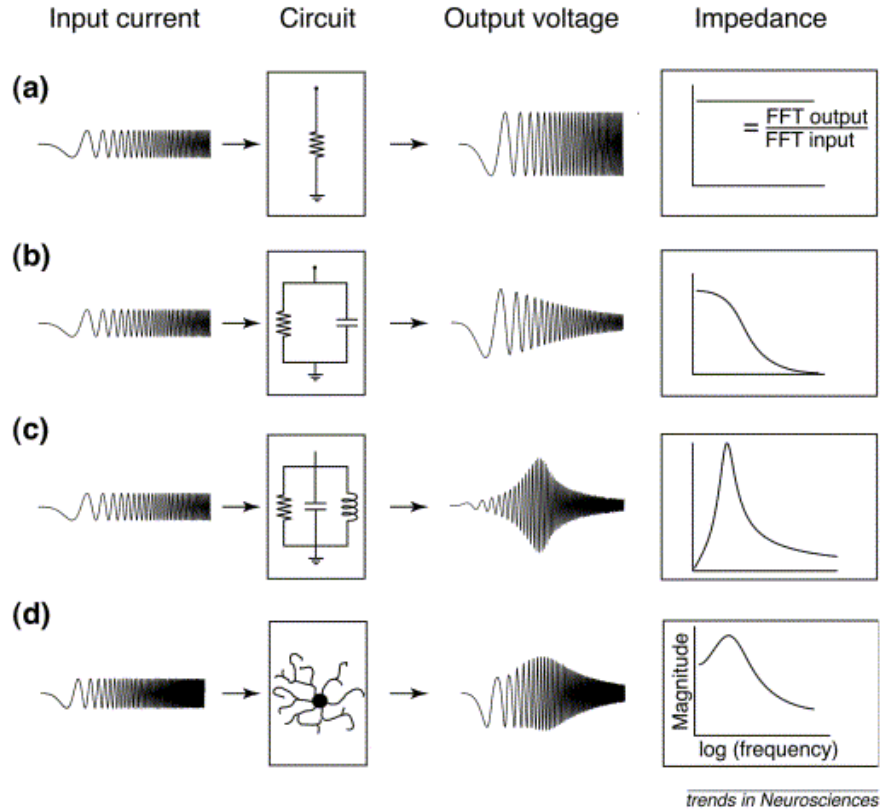 Input current Circuit Output voltage Impedance
(a)
= FFT output
FFT input
(b)
(c)
(d)
Magnitude
log (frequency)
trends in Neurosciences